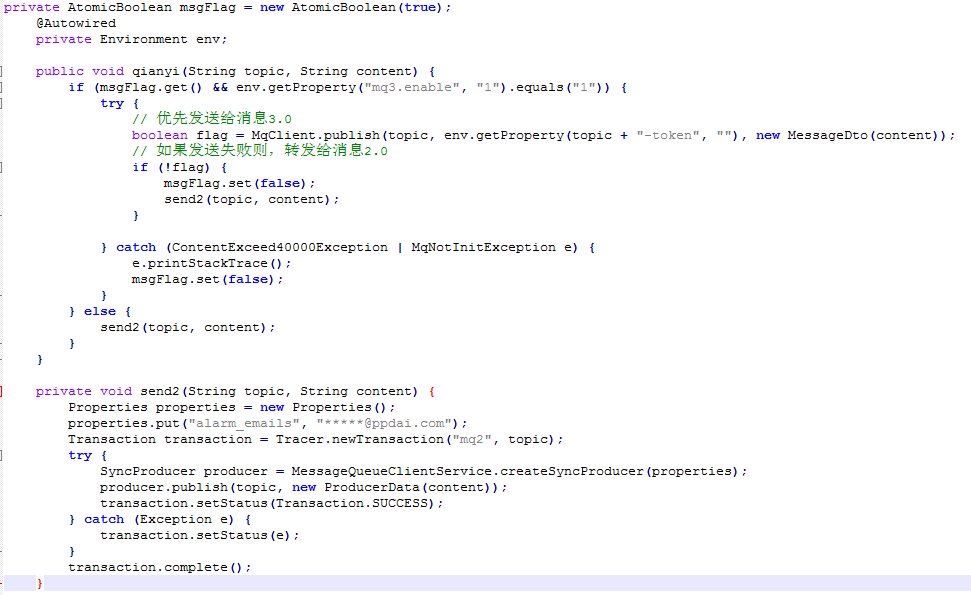 private AtomicBoolean msgFlag = new AtomicBoolean(true);
    @Autowired
    private Environment env;

    public void qianyi(String topic, String content) {
        if (msgFlag.get() && env.getProperty("mq3.enable", "1").equals("1")) {
            try {
                // 优先发送给消息3.0
                boolean flag = MqClient.publish(topic, env.getProperty(topic + "-token", ""), new MessageDto(content));
                // 如果发送失败则，转发给消息2.0
                if (!flag) {
                    msgFlag.set(false);
                    send2(topic, content);
                }

            } catch (ContentExceed40000Exception | MqNotInitException e) {
                e.printStackTrace();
                msgFlag.set(false);
            }
        } else {
            send2(topic, content);
        }
    }

    private void send2(String topic, String content) {
        Properties properties = new Properties();
        properties.put("alarm_emails", "*****@ppdai.com");
        Transaction transaction = Tracer.newTransaction("mq2", topic);
        try {
            SyncProducer producer = MessageQueueClientService.createSyncProducer(properties);
            producer.publish(topic, new ProducerData(content));
            transaction.setStatus(Transaction.SUCCESS);
        } catch (Exception e) {
            transaction.setStatus(e);
        }
        transaction.complete();
    }